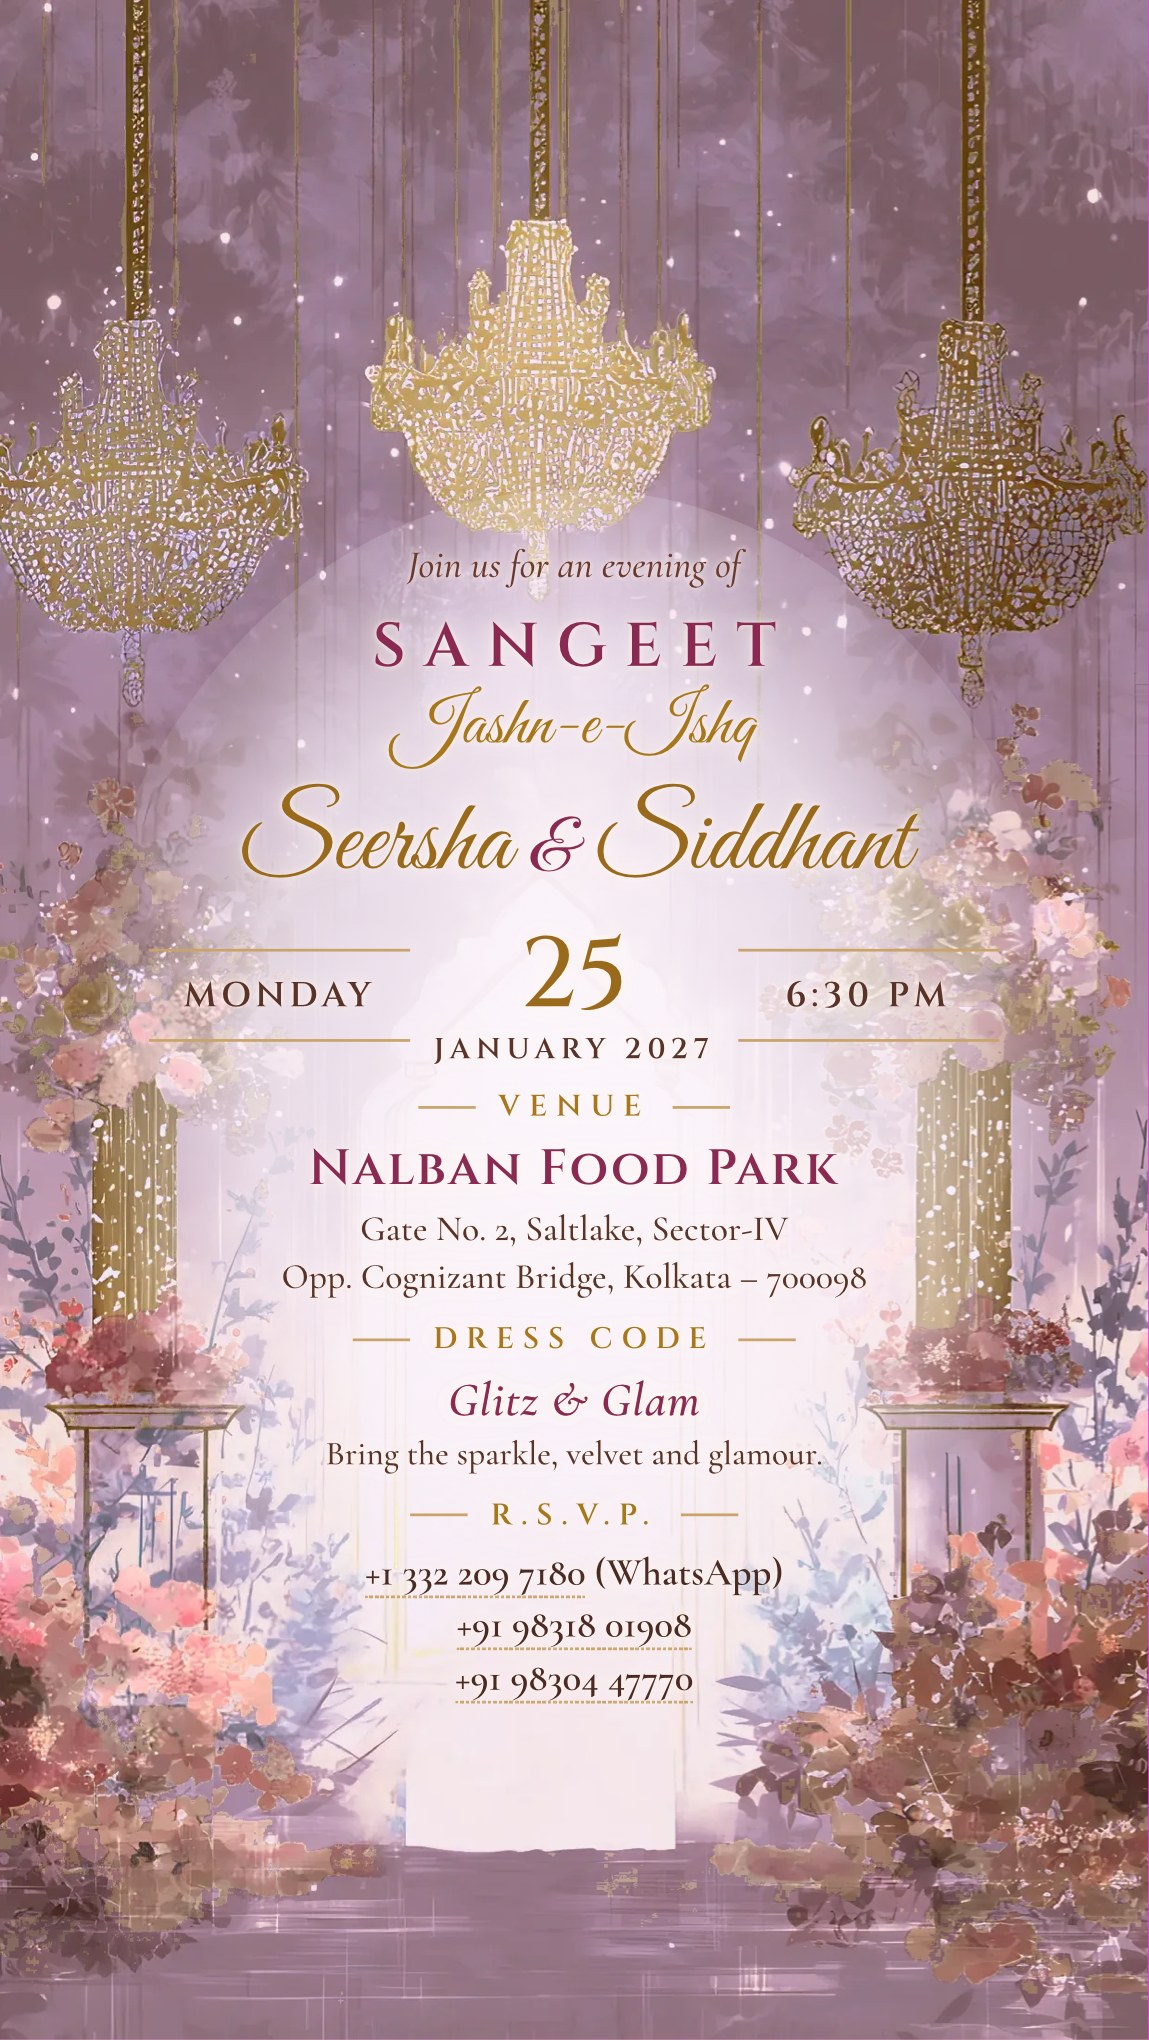 Join us for an evening of
SANGEET
Jashn-e-Ishq
Seersha & Siddhant
MONDAY
25
6:30 PM
JANUARY 2027
VENUE
NALBAN FOOD PARK
Gate No. 2, Saltlake, Sector-IV
Opp. Cognizant Bridge, Kolkata – 700098
DRESS CODE
Glitz & Glam
Bring the sparkle, velvet and glamour.
R.S.V.P.
+1 332 209 7180 (WhatsApp)
+91 98318 01908
+91 98304 47770